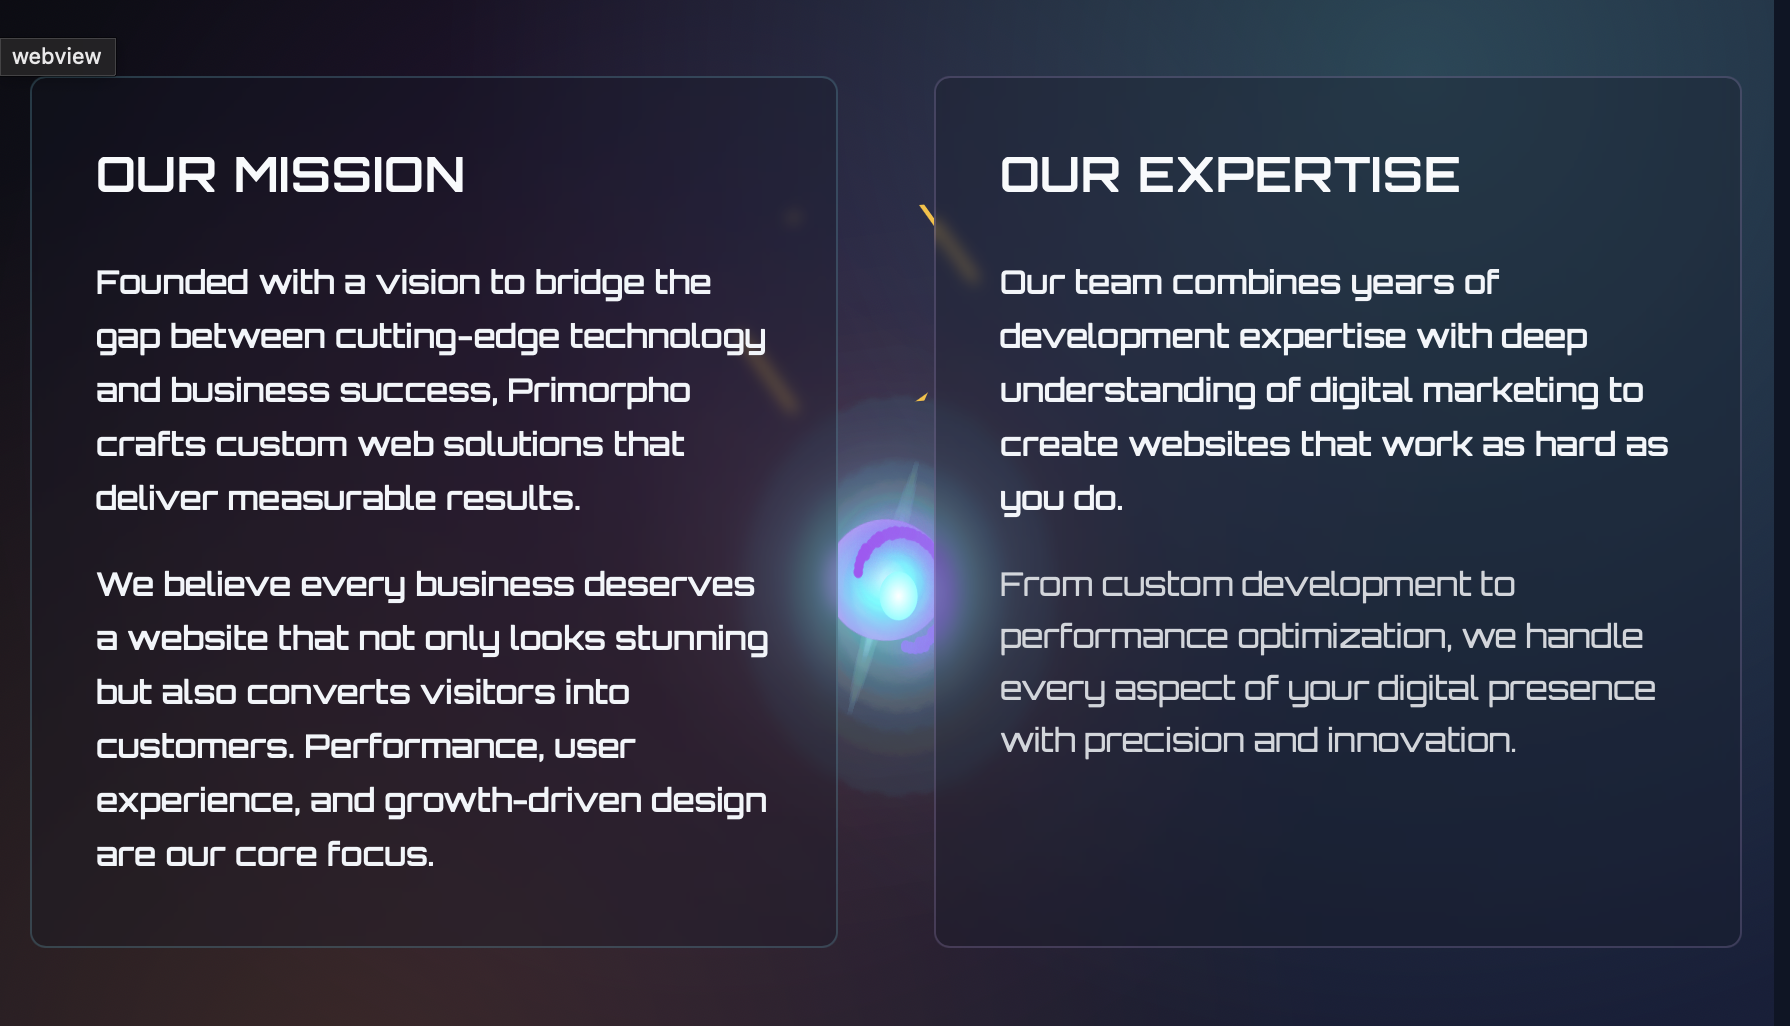 webview
OUR MISSION
Founded with a vision to bridge the
gap between cutting-edge technology
and business success, Primorpho
crafts custom web solutions that
deliver measurable results.
We believe every business deserves
a website that not only looks stunning
but also converts visitors into
customers. Performance, user
experience, and growth-driven design
are our core focus.
OUR EXPERTISE
Our team combines years of
development expertise with deep
understanding of digital marketing to
create websites that work as hard as
you do.
From custom development to
performance optimization, we handle
every aspect of your digital presence
with precision and innovation.